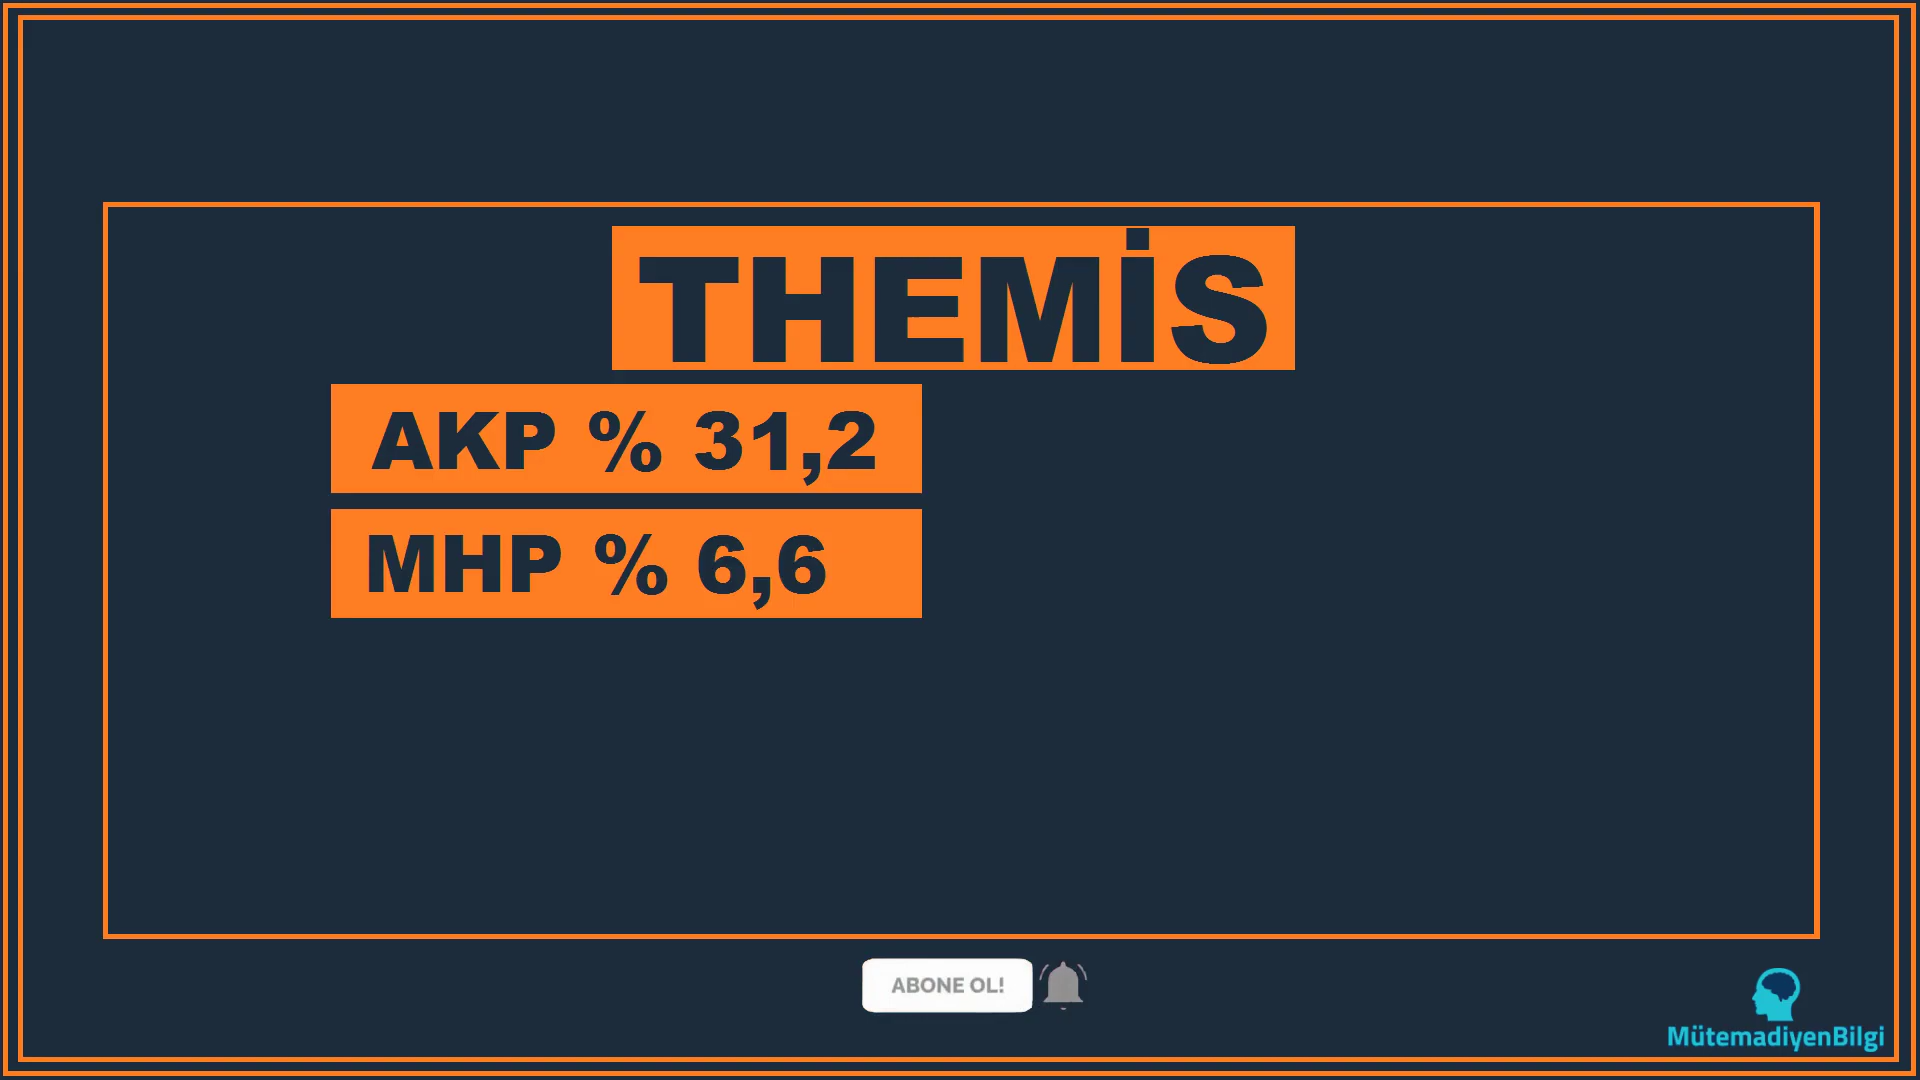 THEMİS
AKP % 31,2
MHP % 6,6
ABONE OL!
MütemadiyenBilgi